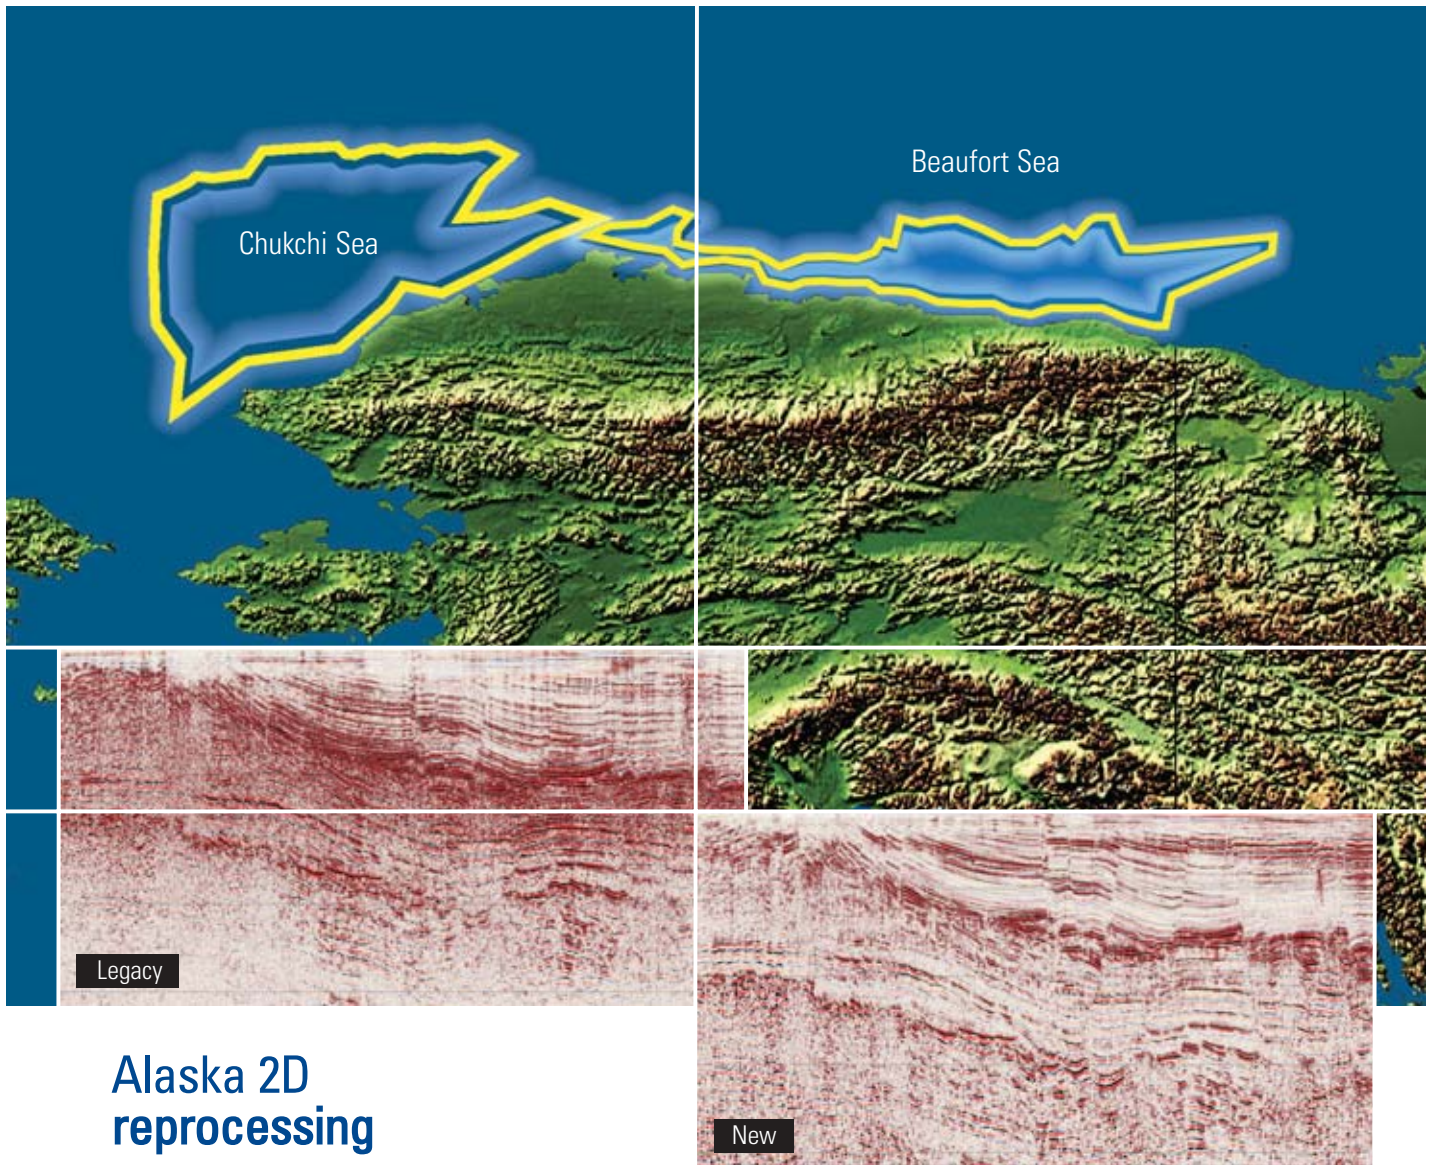 Beaufort Sea
Chukchi Sea
Legacy
Alaska 2D
reprocessing
New